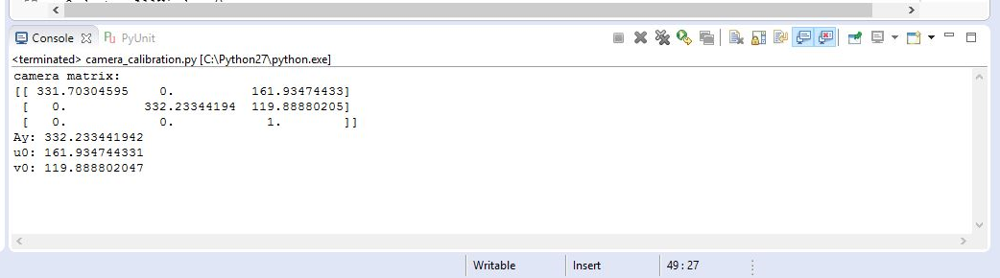 Console PyUnit
<terminated> camera_calibration.py [C:\Python27\python.exe]
camera matrix:
[[ 331.70304595    0.          161.93474433]
 [   0.          332.23344194  119.88880205]
 [   0.            0.            1.        ]]
Ay: 332.233441942
u0: 161.934744331
v0: 119.888802047
Writable Insert 49 : 27